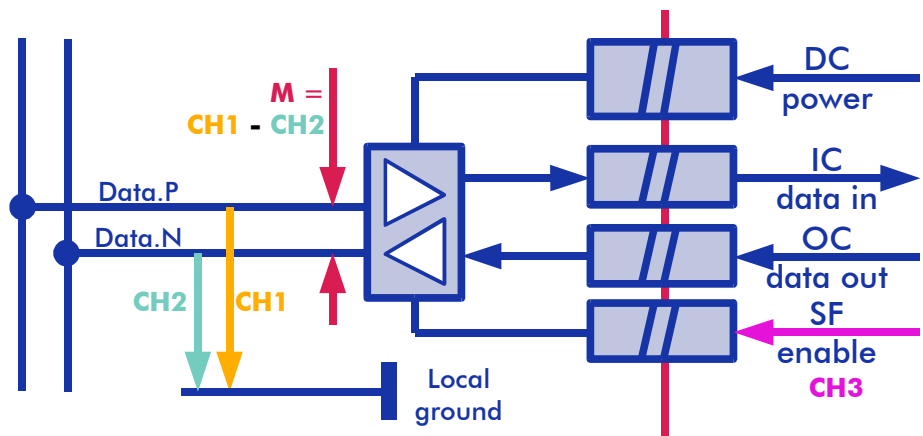 M =
CH1 - CH2
Data.P
Data.N
CH2
CH1
Local
ground
DC
power
IC
data in
OC
data out
SF
enable
CH3